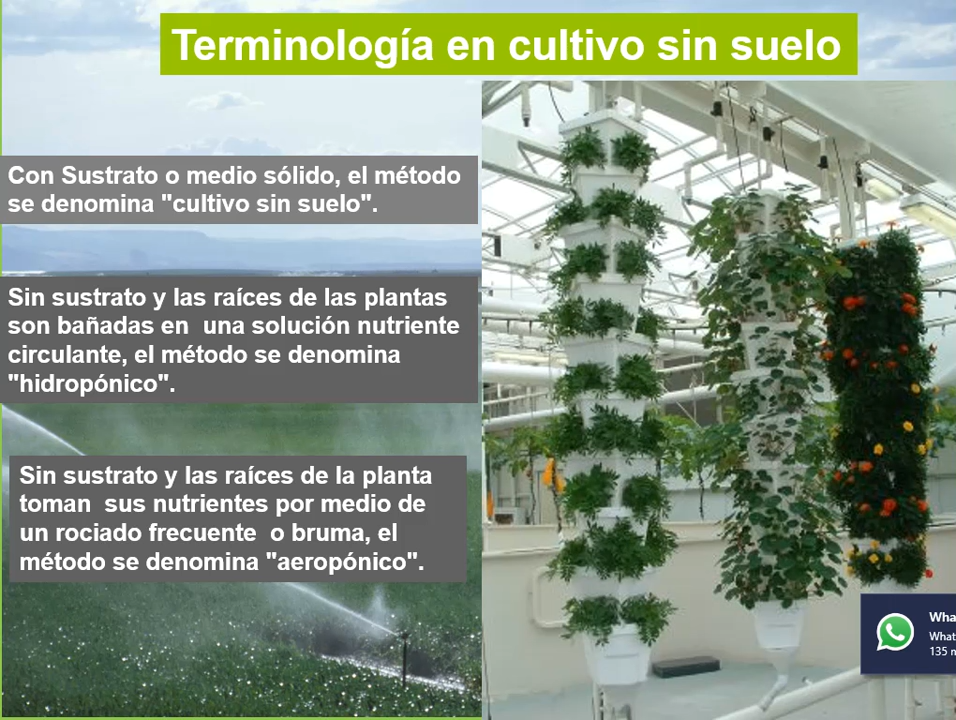 Terminología en cultivo sin suelo
Con Sustrato o medio sólido, el método
se denomina "cultivo sin suelo".
Sin sustrato y las raíces de las plantas
son bañadas en una solución nutriente
circulante, el método se denomina
"hidropónico".
Sin sustrato y las raíces de la planta
toman sus nutrientes por medio de
un rociado frecuente o bruma, el
método se denomina "aeropónico".
Wha
What
135